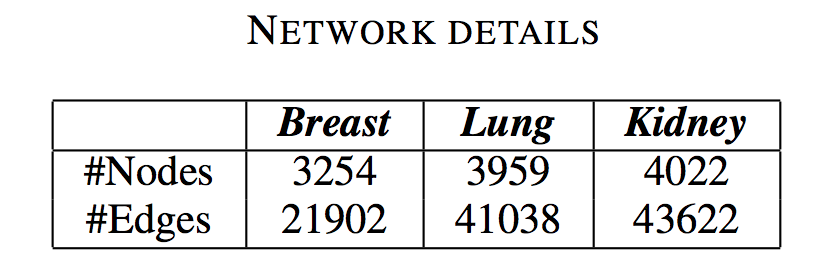 NETWORK DETAILS
Breast Lung Kidney
#Nodes 3254 3959 4022
#Edges 21902 41038 43622